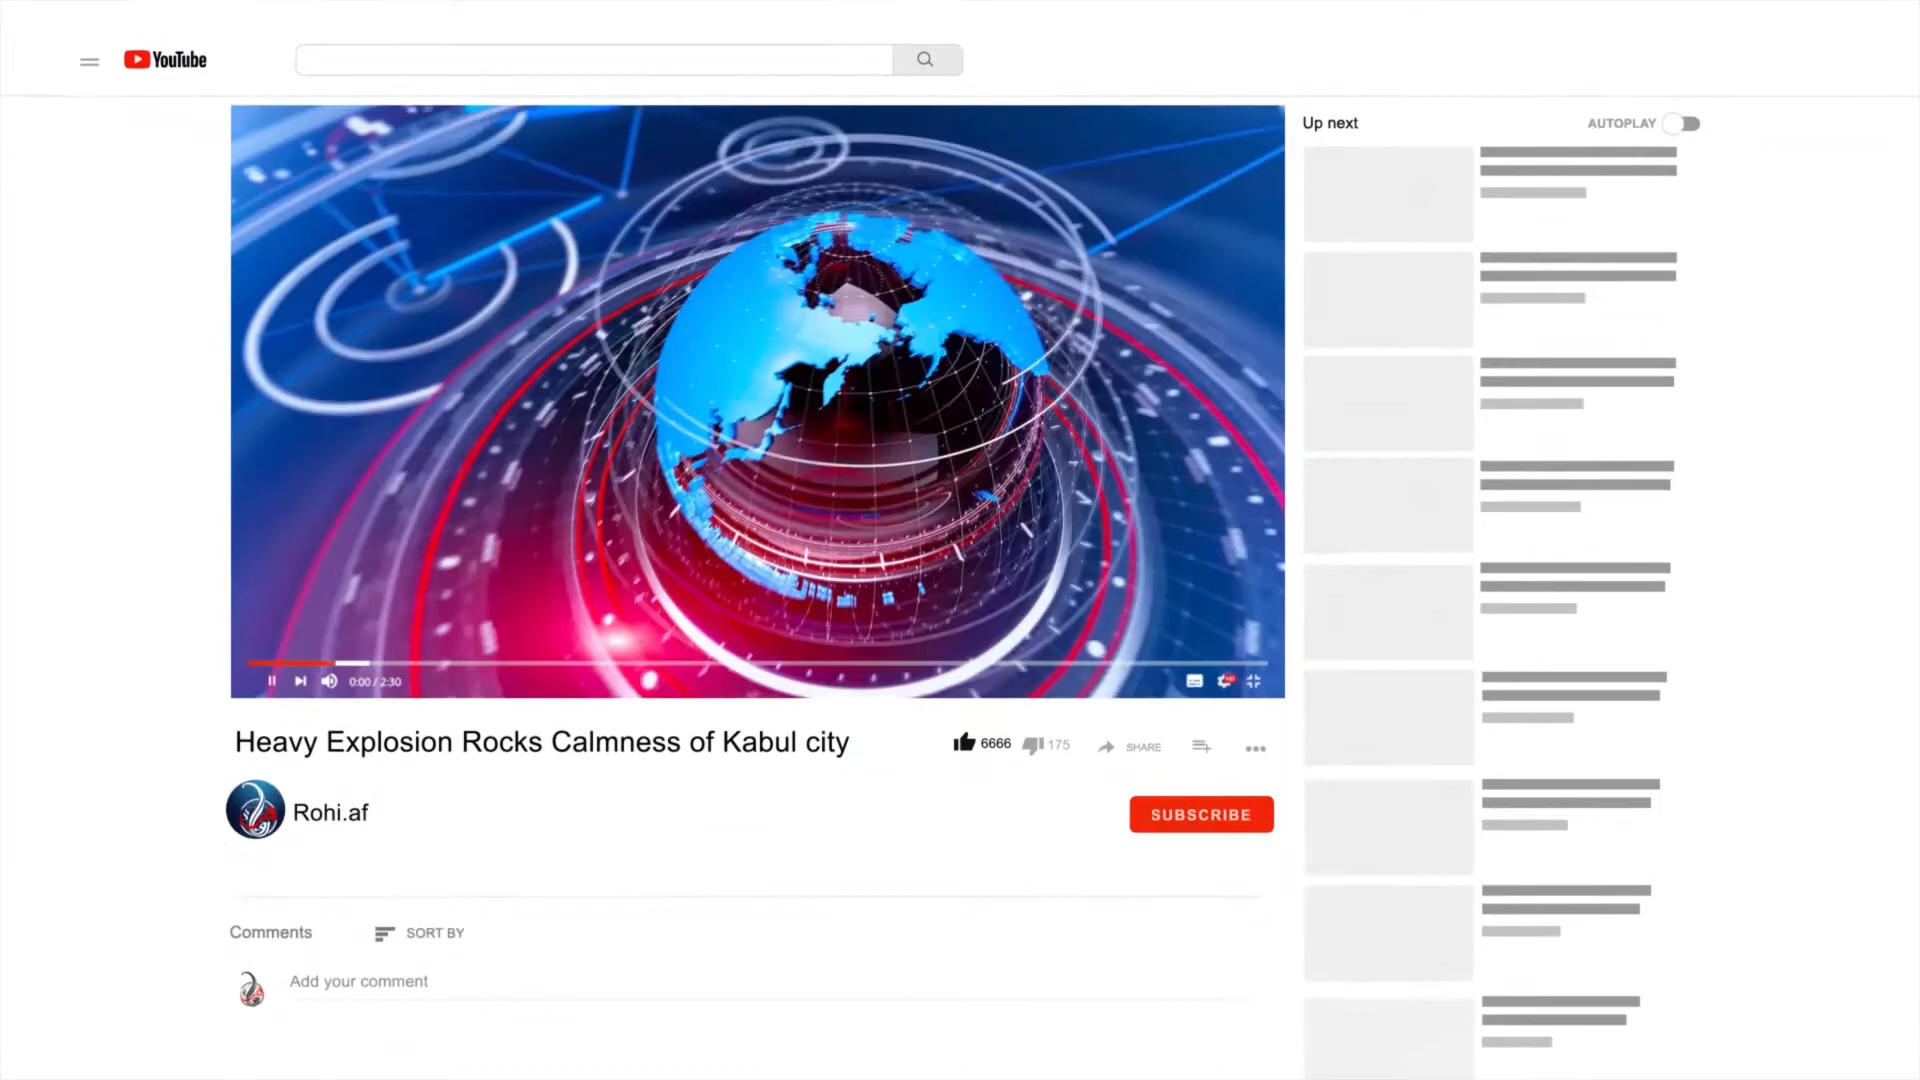 YouTube
Up next
AUTOPLAY
0:00 / 2:30
HD
Heavy Explosion Rocks Calmness of Kabul city
6666
175
SHARE
Rohi.af
SUBSCRIBE
Comments
SORT BY
Add your comment